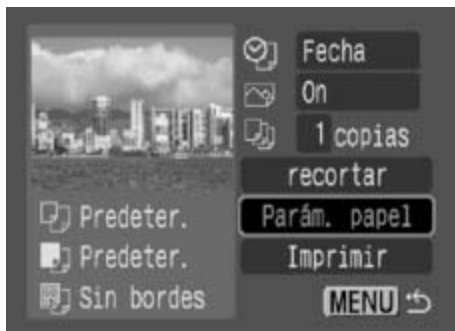 Fecha
On
1 copias
recortar
Parám. papel
Imprimir
Predeter.
Predeter.
Sin bordes
MENU